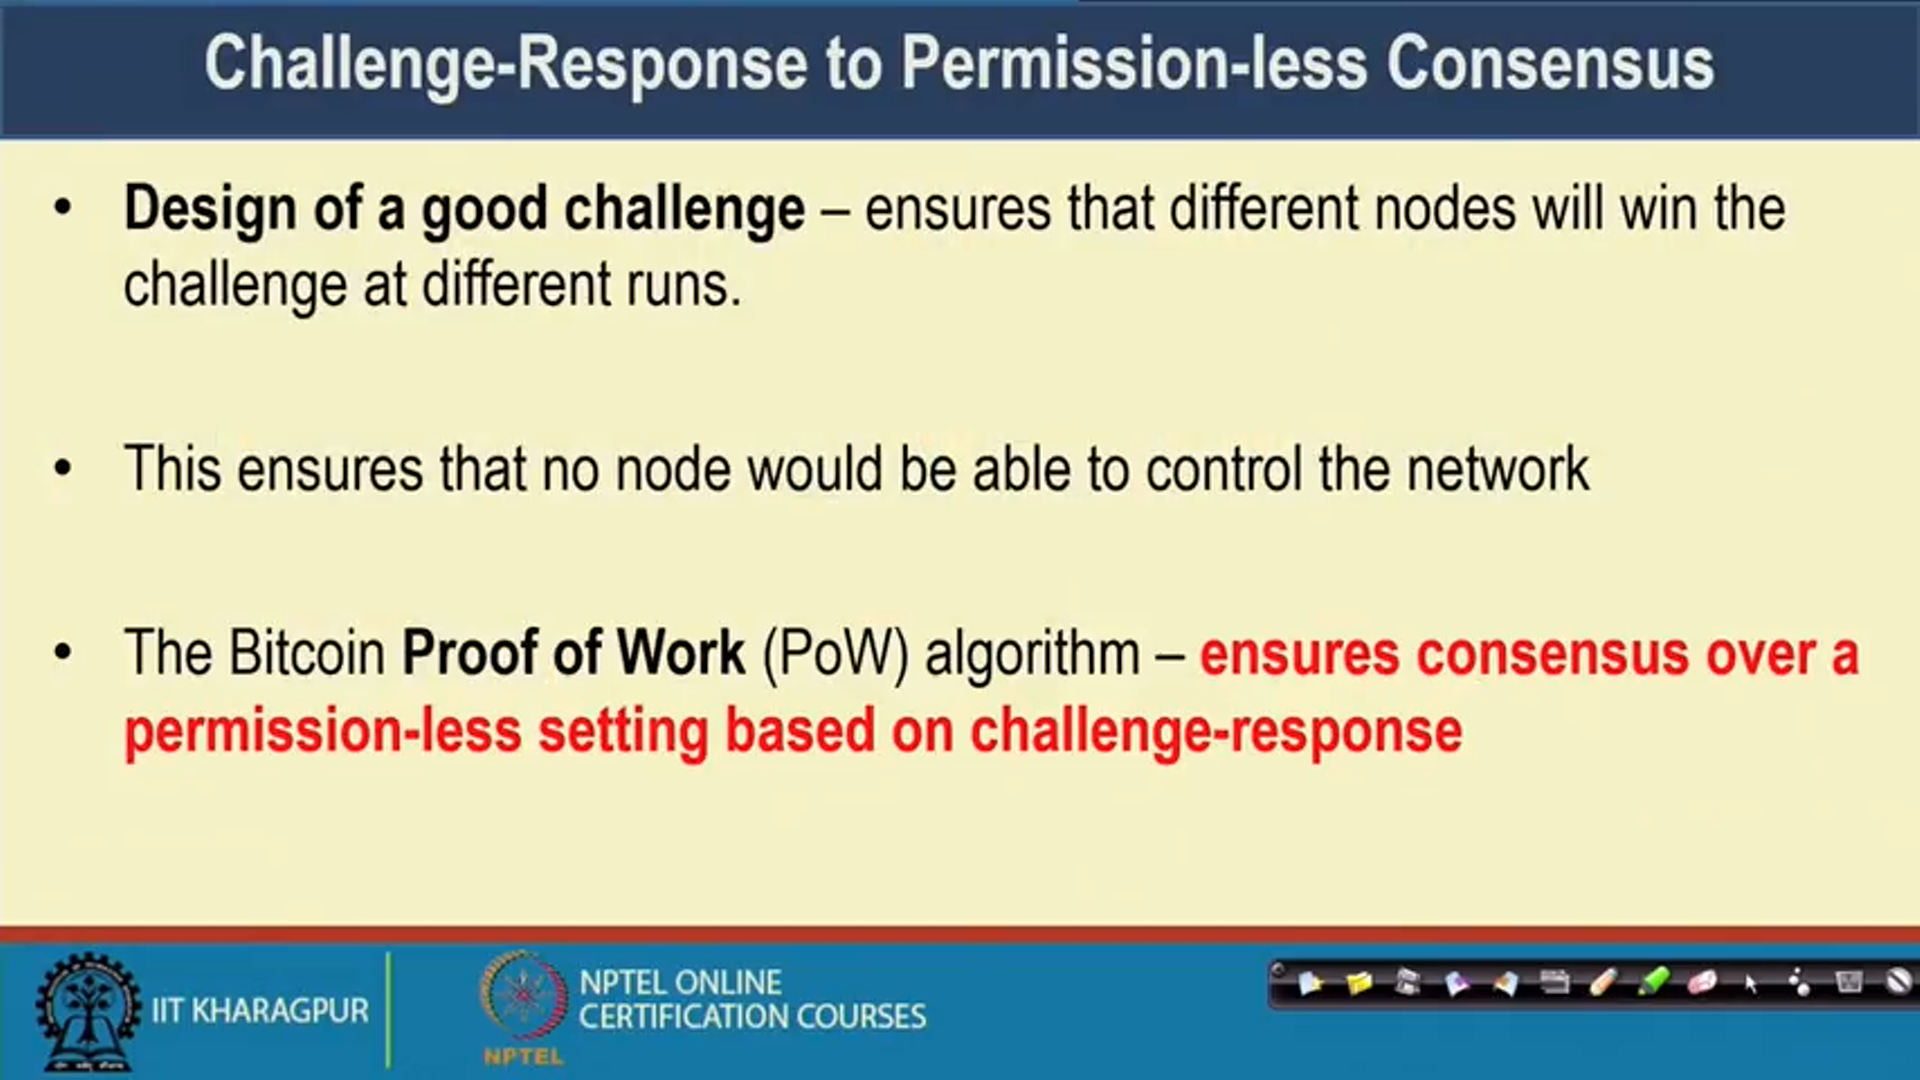 Challenge-Response to Permission-less Consensus
• Design of a good challenge – ensures that different nodes will win the
challenge at different runs.
• This ensures that no node would be able to control the network
• The Bitcoin Proof of Work (PoW) algorithm – ensures consensus over a
permission-less setting based on challenge-response
IIT KHARAGPUR
NPTEL ONLINE
CERTIFICATION COURSES
NPTEL